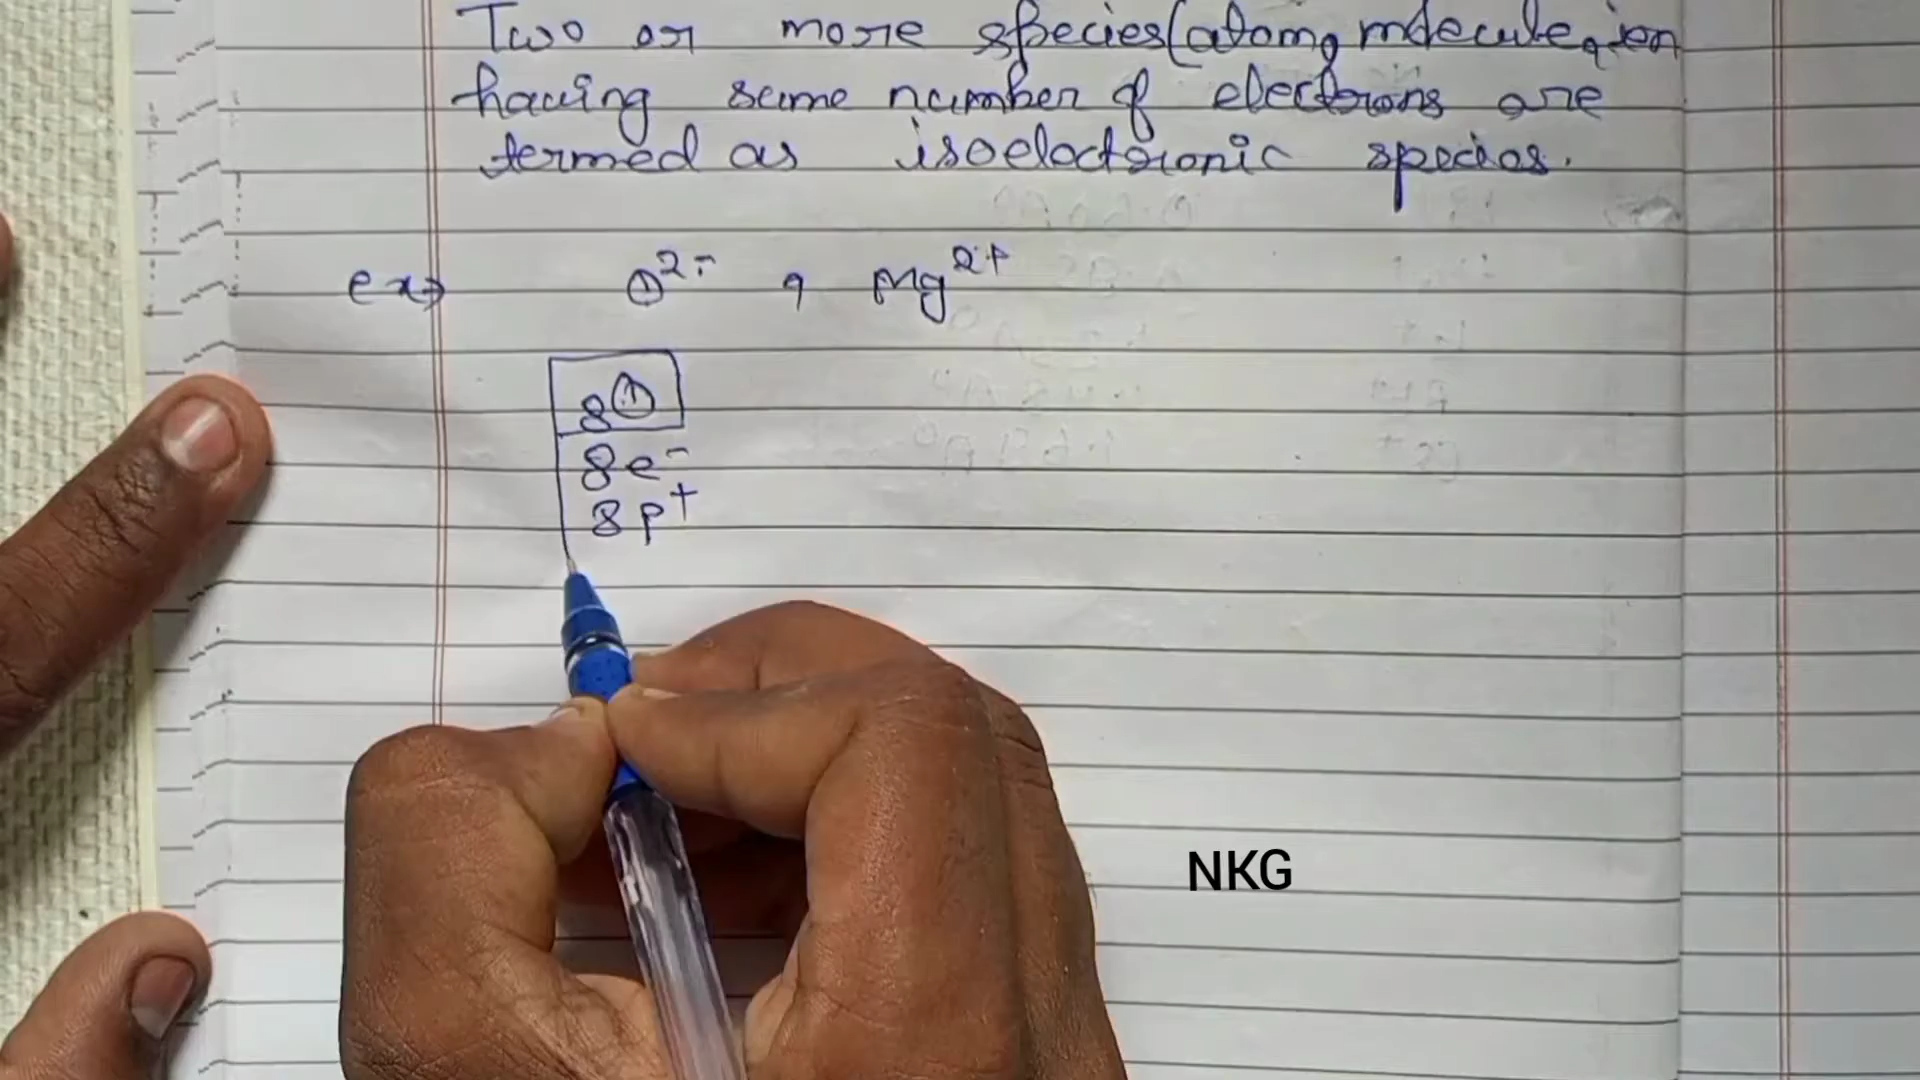 Two or more species(atom, molecule, ion
having same number of electrons are
termed as isoelectronic species.
ex⇒ O²⁻ , Mg²⁺
₈O
8e⁻
8p⁺
NKG